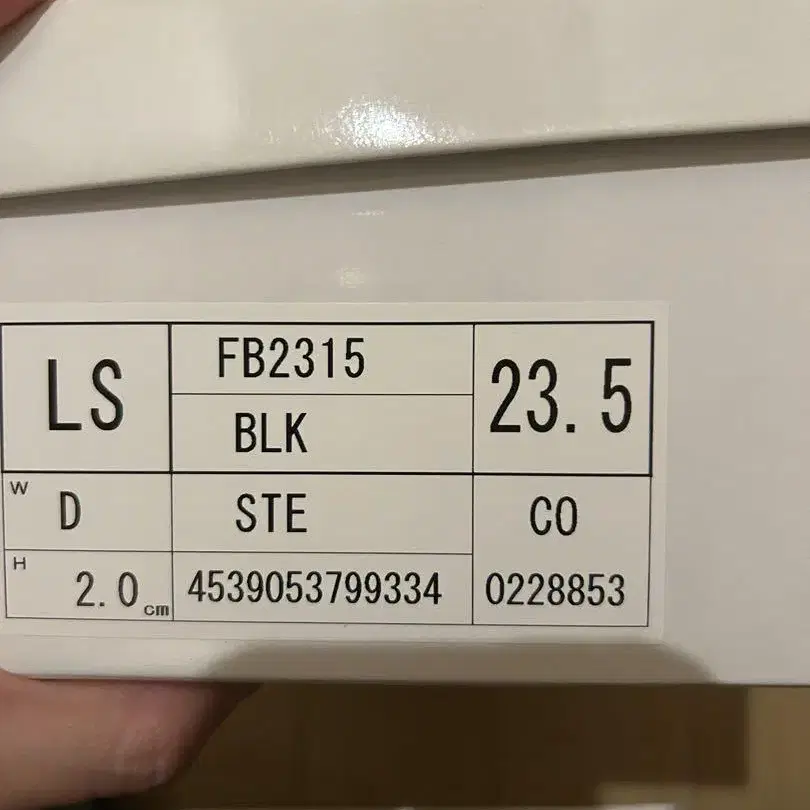 LS
FB2315
BLK
23.5
W D
STE
CO
H 2.0 cm
4539053799334
0228853